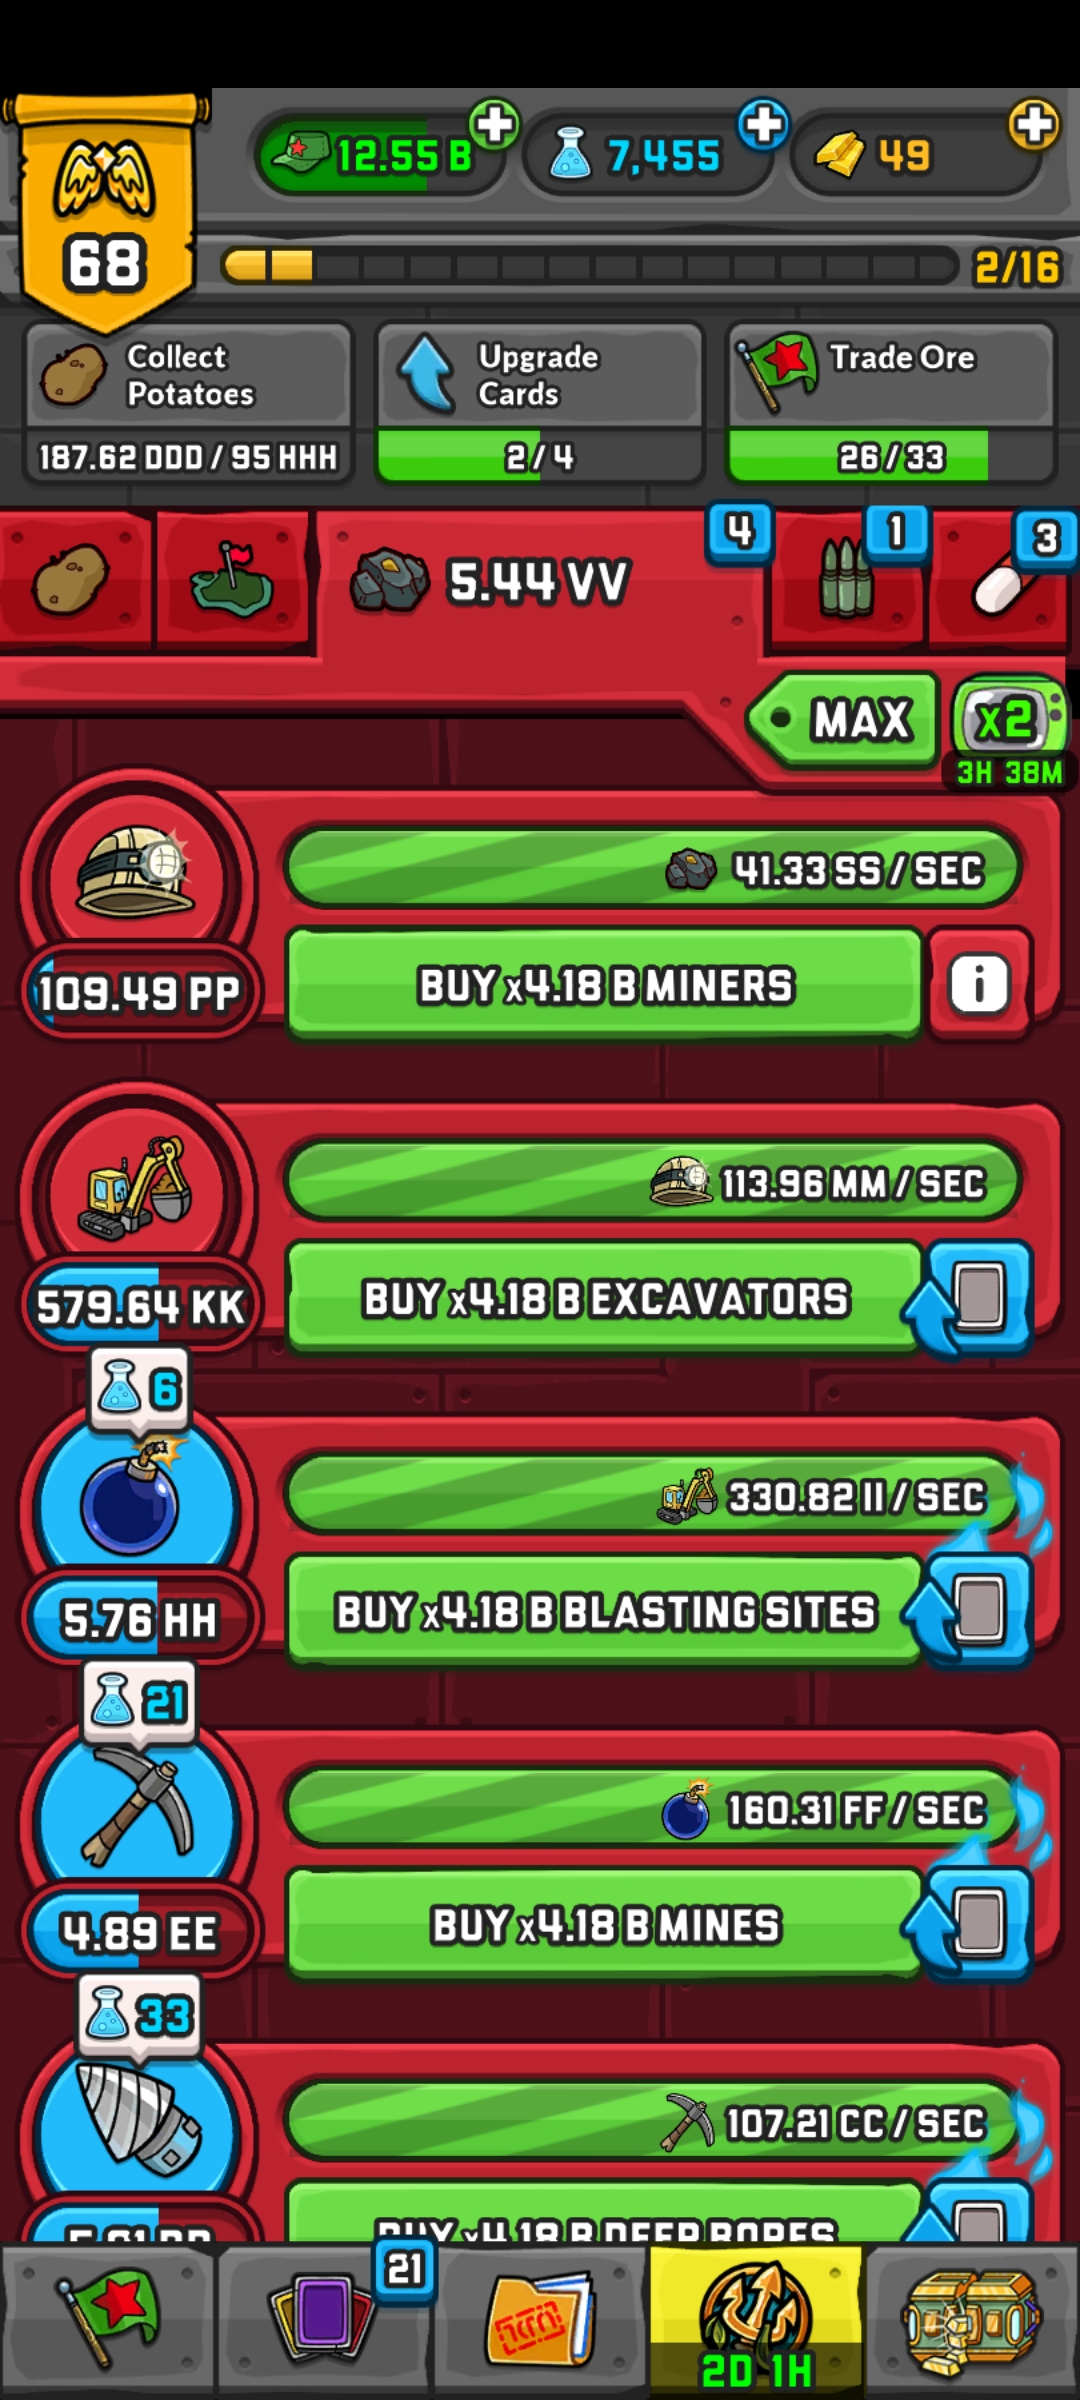 12.55 B
7,455
49
68
2/16
Collect
Potatoes
187.62 DDD / 95 HHH
Upgrade
Cards
2/4
Trade Ore
26/33
5.44 VV
4
1
3
MAX
x2
3H 38M
41.33 SS / SEC
109.49 PP
BUY x4.18 B MINERS
i
113.96 MM / SEC
579.64 KK
BUY x4.18 B EXCAVATORS
6
330.82 II / SEC
5.76 HH
BUY x4.18 B BLASTING SITES
21
160.31 FF / SEC
4.89 EE
BUY x4.18 B MINES
33
107.21 CC / SEC
BUY x4.18 B DEEP BORES
21
2D 1H